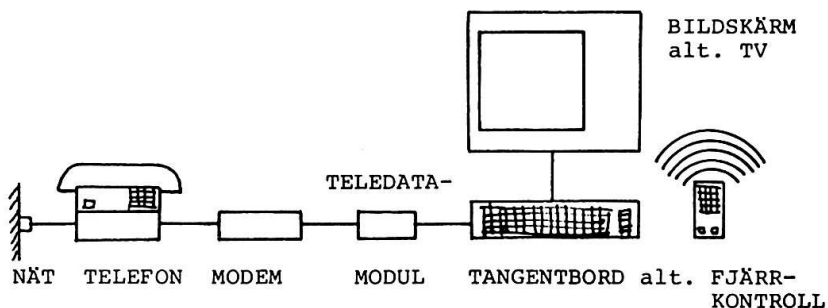 BILDSKÄRM
alt. TV
TELEDATA-
NÄT TELEFON MODEM MODUL TANGENTBORD alt. FJÄRR-
KONTROLL